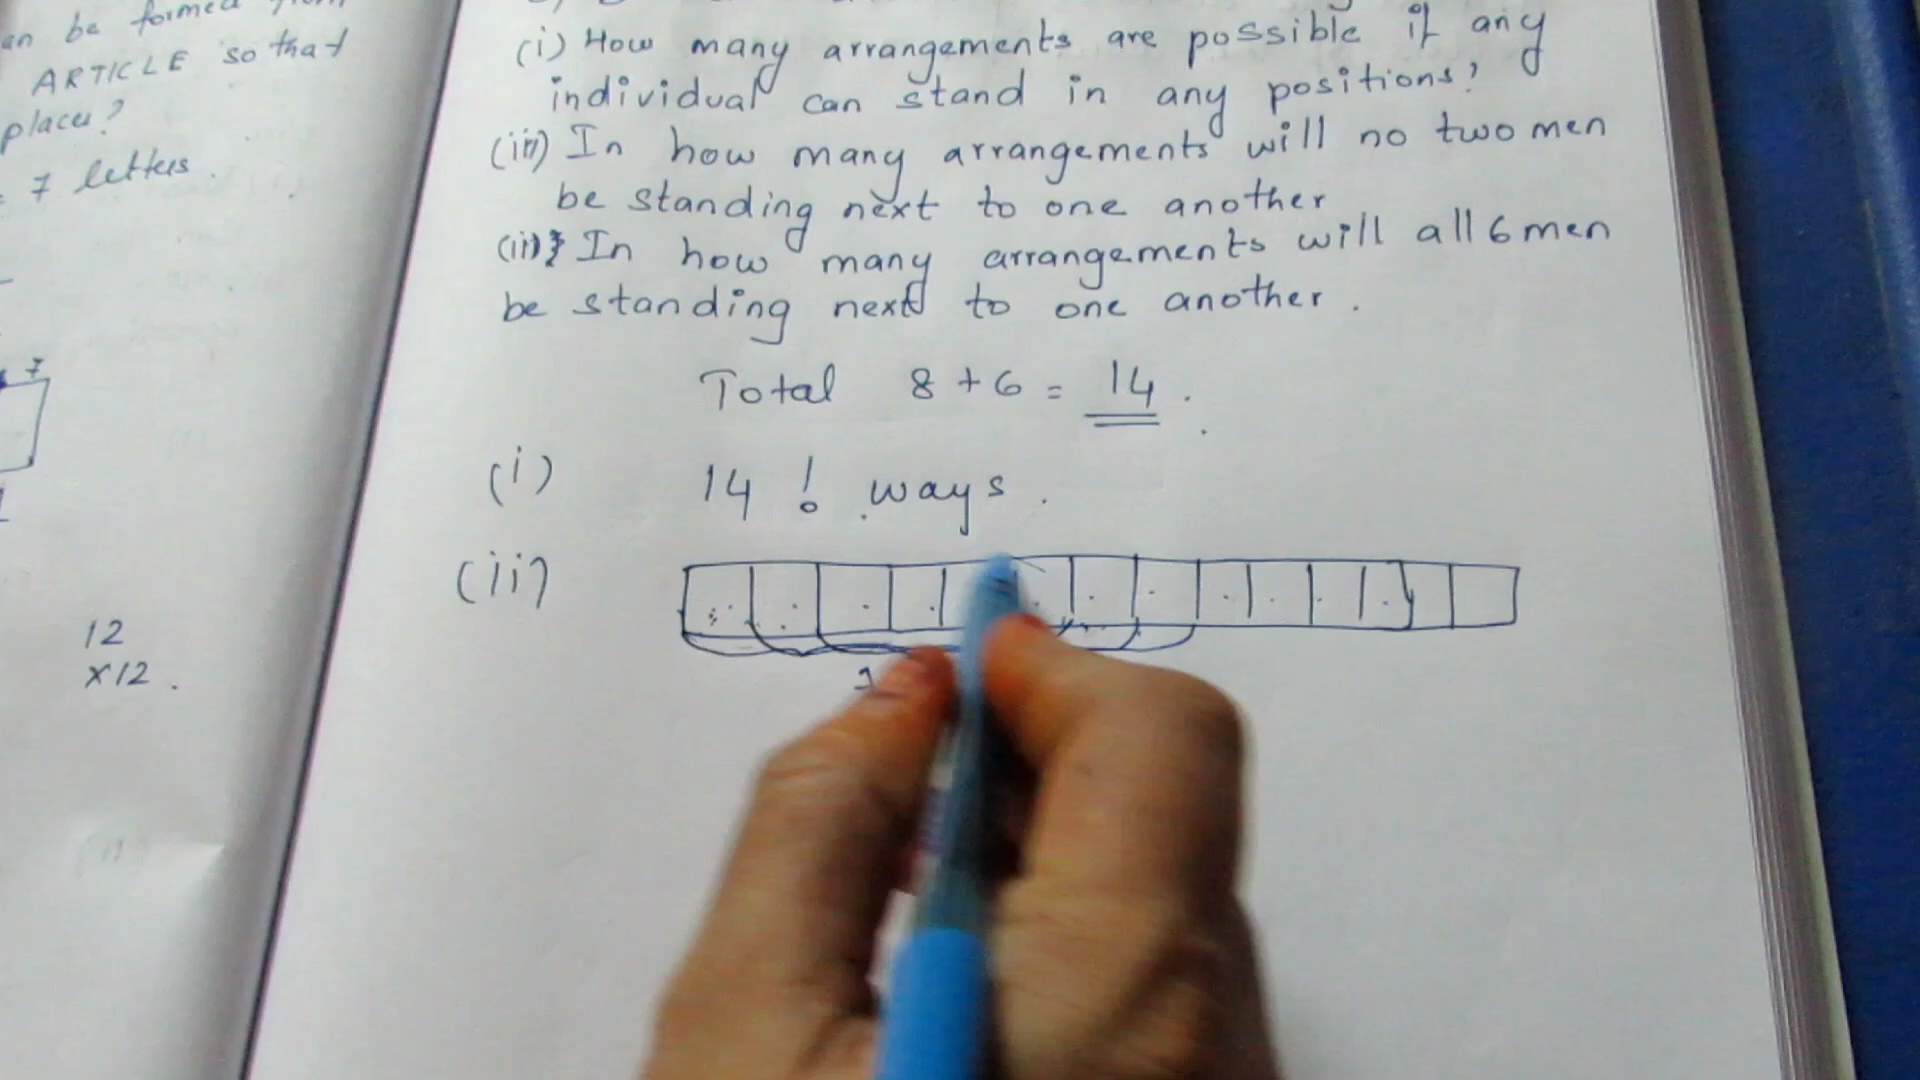 an be formed from
ARTICLE so that
places?
7 letters.
7
12
x12.
(i) How many arrangements are possible if any
individual can stand in any positions?
(iii) In how many arrangements will no two men
be standing next to one another
(ii) In how many arrangements will all 6 men
be standing next to one another.
Total 8 + 6 = 14.
(i) 14! ways.
(ii)